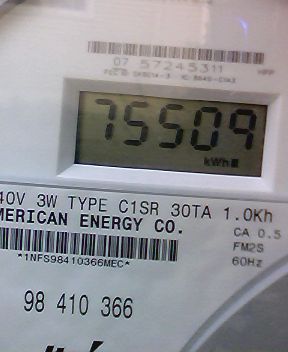 07 57245311
75509
kWh
40V 3W TYPE C1SR 30TA 1.0Kh
MERICAN ENERGY CO.
CA 0.5
FM2S
*1NFS98410366MEC*
60Hz
98 410 366